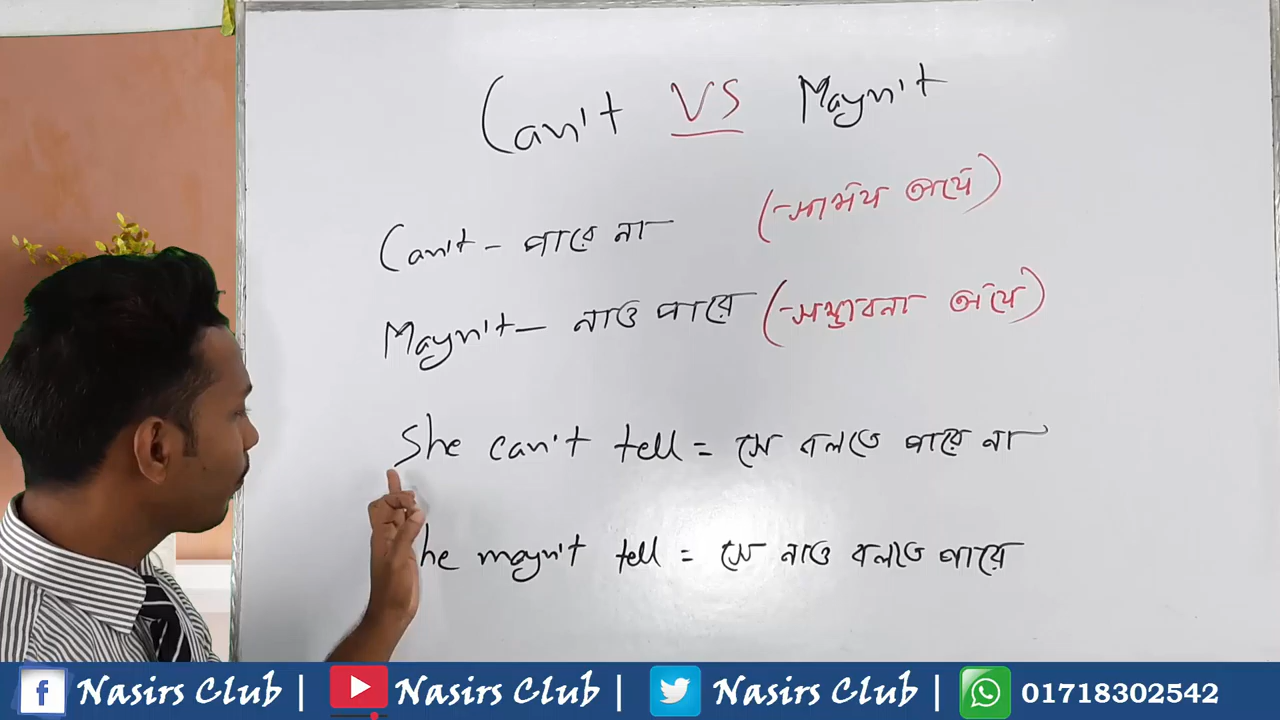 Can't VS Mayn't
Can't - পারে না (-সামর্থ অর্থে)
Mayn't - নাও পারে (-সম্ভাবনা অর্থে)
She can't tell = সে বলতে পারে না
he mayn't tell = সে নাও বলতে পারে
Nasirs Club | Nasirs Club | Nasirs Club | 01718302542